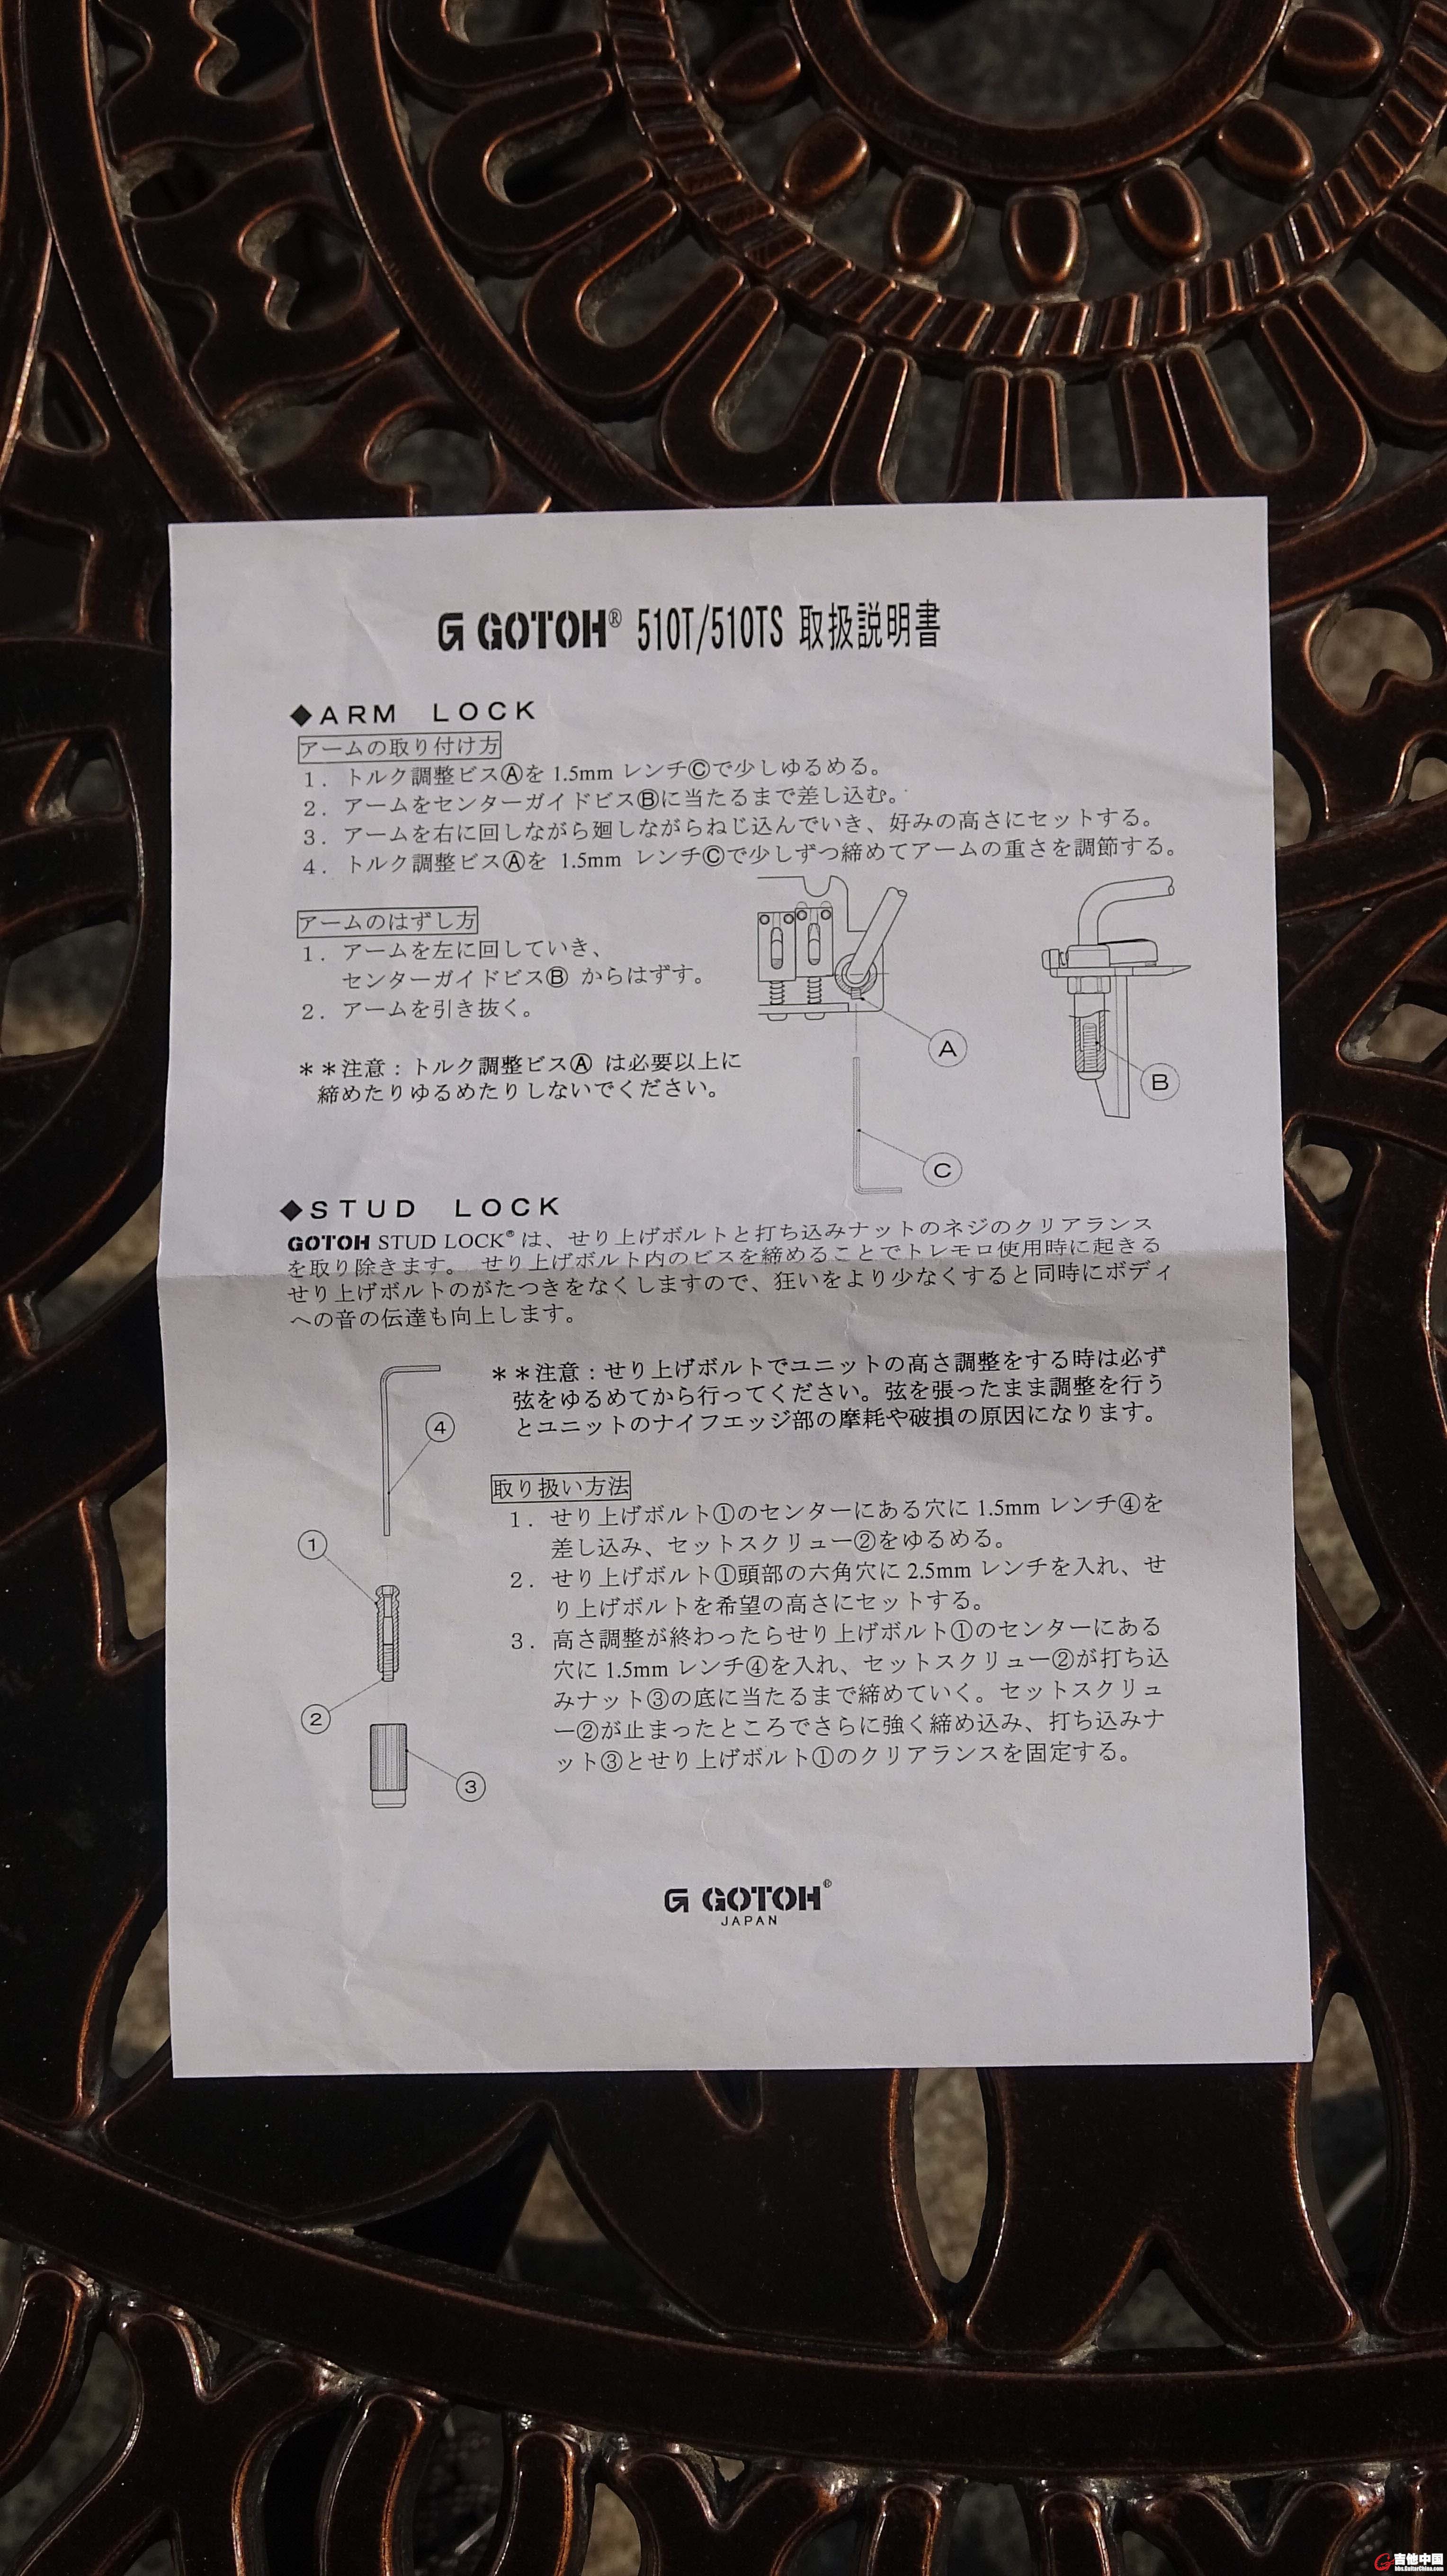 G GOTOH® 510T/510TS 取扱説明書
◆ARM LOCK
アームの取り付け方
1. トルク調整ビスⒶを 1.5mm レンチⒸで少しゆるめる。
2. アームをセンターガイドビスⒷに当たるまで差し込む。
3. アームを右に回しながら廻しながらねじ込んでいき、好みの高さにセットする。
4. トルク調整ビスⒶを 1.5mm レンチⒸで少しずつ締めてアームの重さを調節する。
アームのはずし方
1. アームを左に回していき、
センターガイドビスⒷ からはずす。
2. アームを引き抜く。
**注意：トルク調整ビスⒶ は必要以上に
締めたりゆるめたりしないでください。
A
B
C
◆STUD LOCK
GOTOH STUD LOCK®は、せり上げボルトと打ち込みナットのネジのクリアランス
を取り除きます。 せり上げボルト内のビスを締めることでトレモロ使用時に起きる
せり上げボルトのがたつきをなくしますので、狂いをより少なくすると同時にボディ
への音の伝達も向上します。
**注意：せり上げボルトでユニットの高さ調整をする時は必ず
弦をゆるめてから行ってください。弦を張ったまま調整を行う
とユニットのナイフエッジ部の摩耗や破損の原因になります。
④
①
②
③
取り扱い方法
1. せり上げボルト①のセンターにある穴に 1.5mm レンチ④を
差し込み、セットスクリュー②をゆるめる。
2. せり上げボルト①頭部の六角穴に 2.5mm レンチを入れ、せ
り上げボルトを希望の高さにセットする。
3. 高さ調整が終わったらせり上げボルト①のセンターにある
穴に 1.5mm レンチ④を入れ、セットスクリュー②が打ち込
みナット③の底に当たるまで締めていく。セットスクリュ
ー②が止まったところでさらに強く締め込み、打ち込みナ
ット③とせり上げボルト①のクリアランスを固定する。
G GOTOH®
JAPAN
吉他中国
bbs.GuitarChina.com